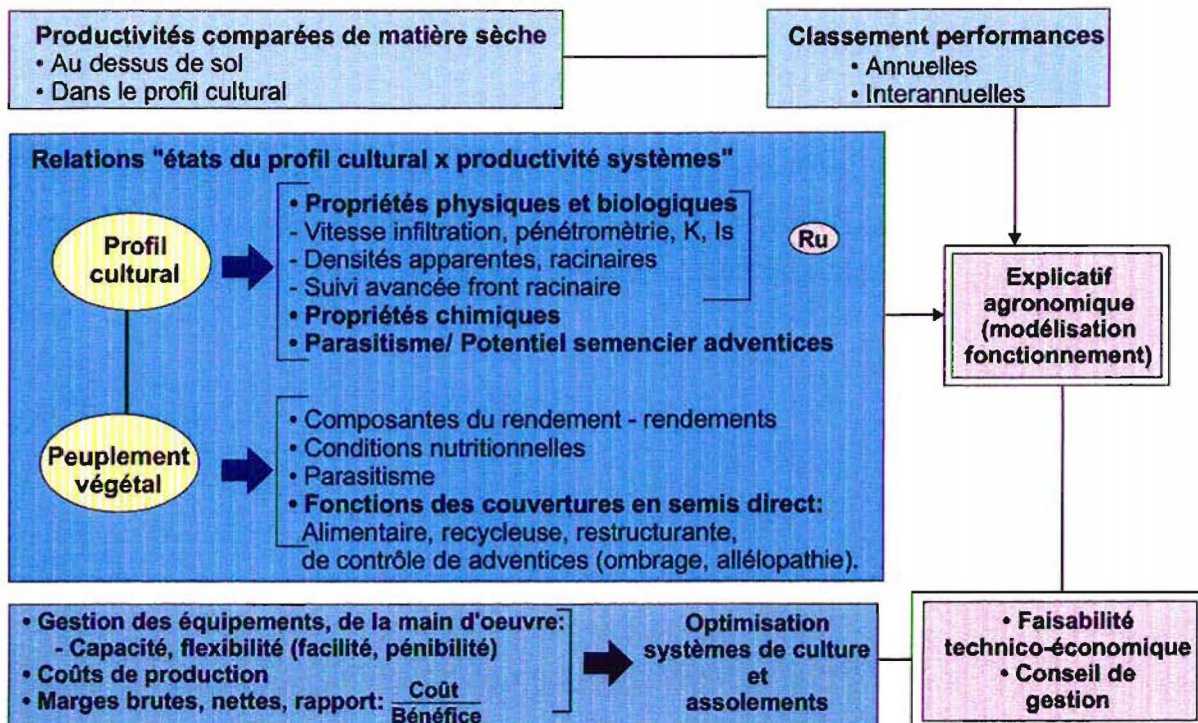 Productivités comparées de matière sèche
• Au dessus de sol
• Dans le profil cultural
Classement performances
• Annuelles
• Interannuelles
Relations "états du profil cultural x productivité systèmes"
Profil
cultural
• Propriétés physiques et biologiques
- Vitesse infiltration, pénétromètrie, K, Is
- Densités apparentes, racinaires
- Suivi avancée front racinaire
• Propriétés chimiques
• Parasitisme/ Potentiel semencier adventices
Ru
Explicatif
agronomique
(modélisation
fonctionnement)
Peuplement
végétal
• Composantes du rendement - rendements
• Conditions nutritionnelles
• Parasitisme
• Fonctions des couvertures en semis direct:
Alimentaire, recycleuse, restructurante,
de contrôle de adventices (ombrage, allélopathie).
• Gestion des équipements, de la main d'oeuvre:
- Capacité, flexibilité (facilité, pénibilité)
• Coûts de production
• Marges brutes, nettes, rapport: Coût
Bénéfice
Optimisation
systèmes de culture
et
assolements
• Faisabilité
technico-économique
• Conseil de
gestion